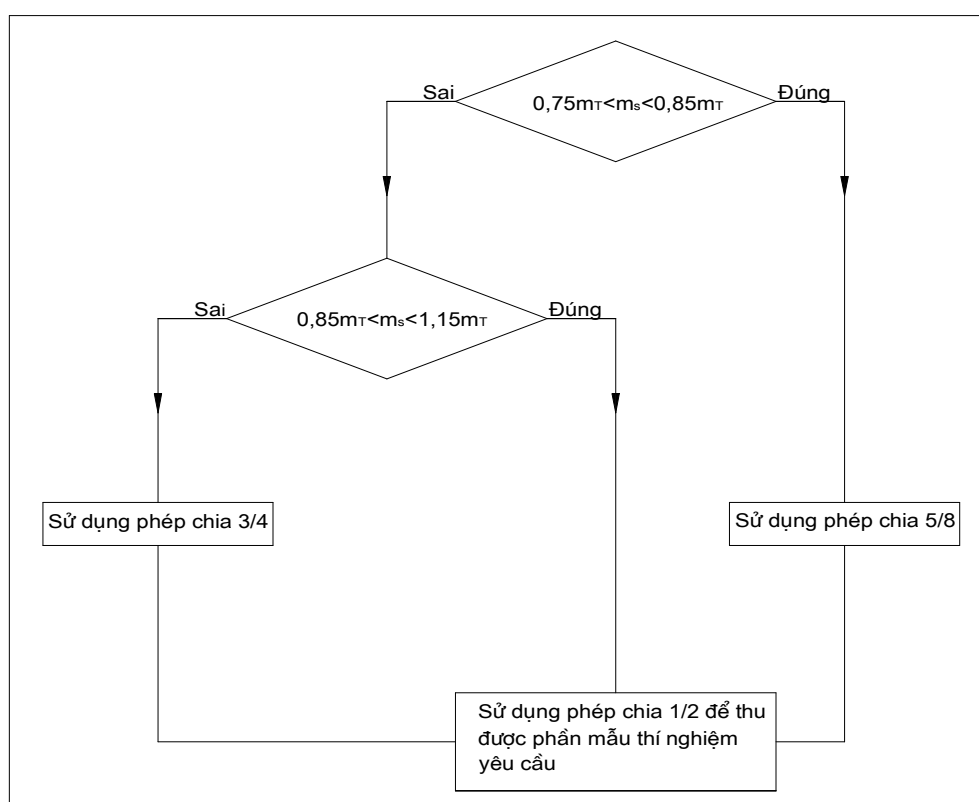 Sai
0,75mT<ms<0,85mT
Đúng
Sai
0,85mT<ms<1,15mT
Đúng
Sử dụng phép chia 3/4
Sử dụng phép chia 5/8
Sử dụng phép chia 1/2 để thu
được phần mẫu thí nghiệm
yêu cầu